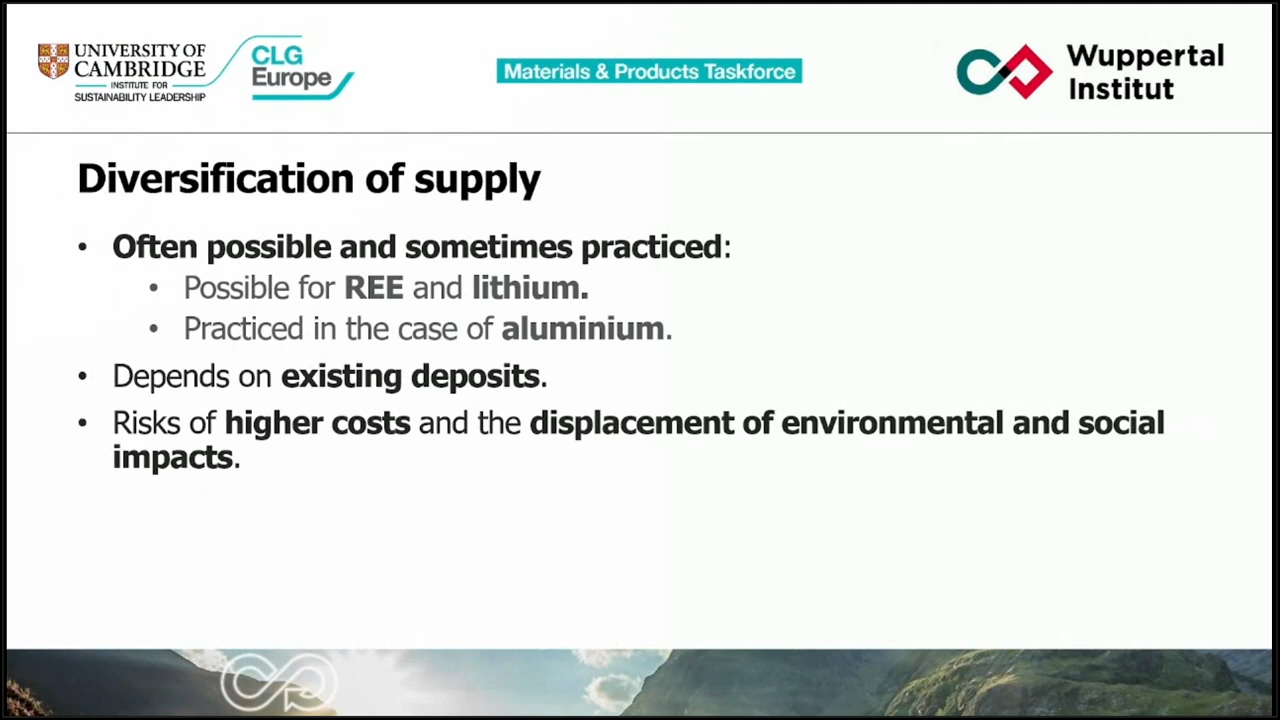 UNIVERSITY OF
CAMBRIDGE
INSTITUTE FOR
SUSTAINABILITY LEADERSHIP
CLG
Europe
Materials & Products Taskforce
Wuppertal
Institut
Diversification of supply
• Often possible and sometimes practiced:
• Possible for REE and lithium.
• Practiced in the case of aluminium.
• Depends on existing deposits.
• Risks of higher costs and the displacement of environmental and social
impacts.